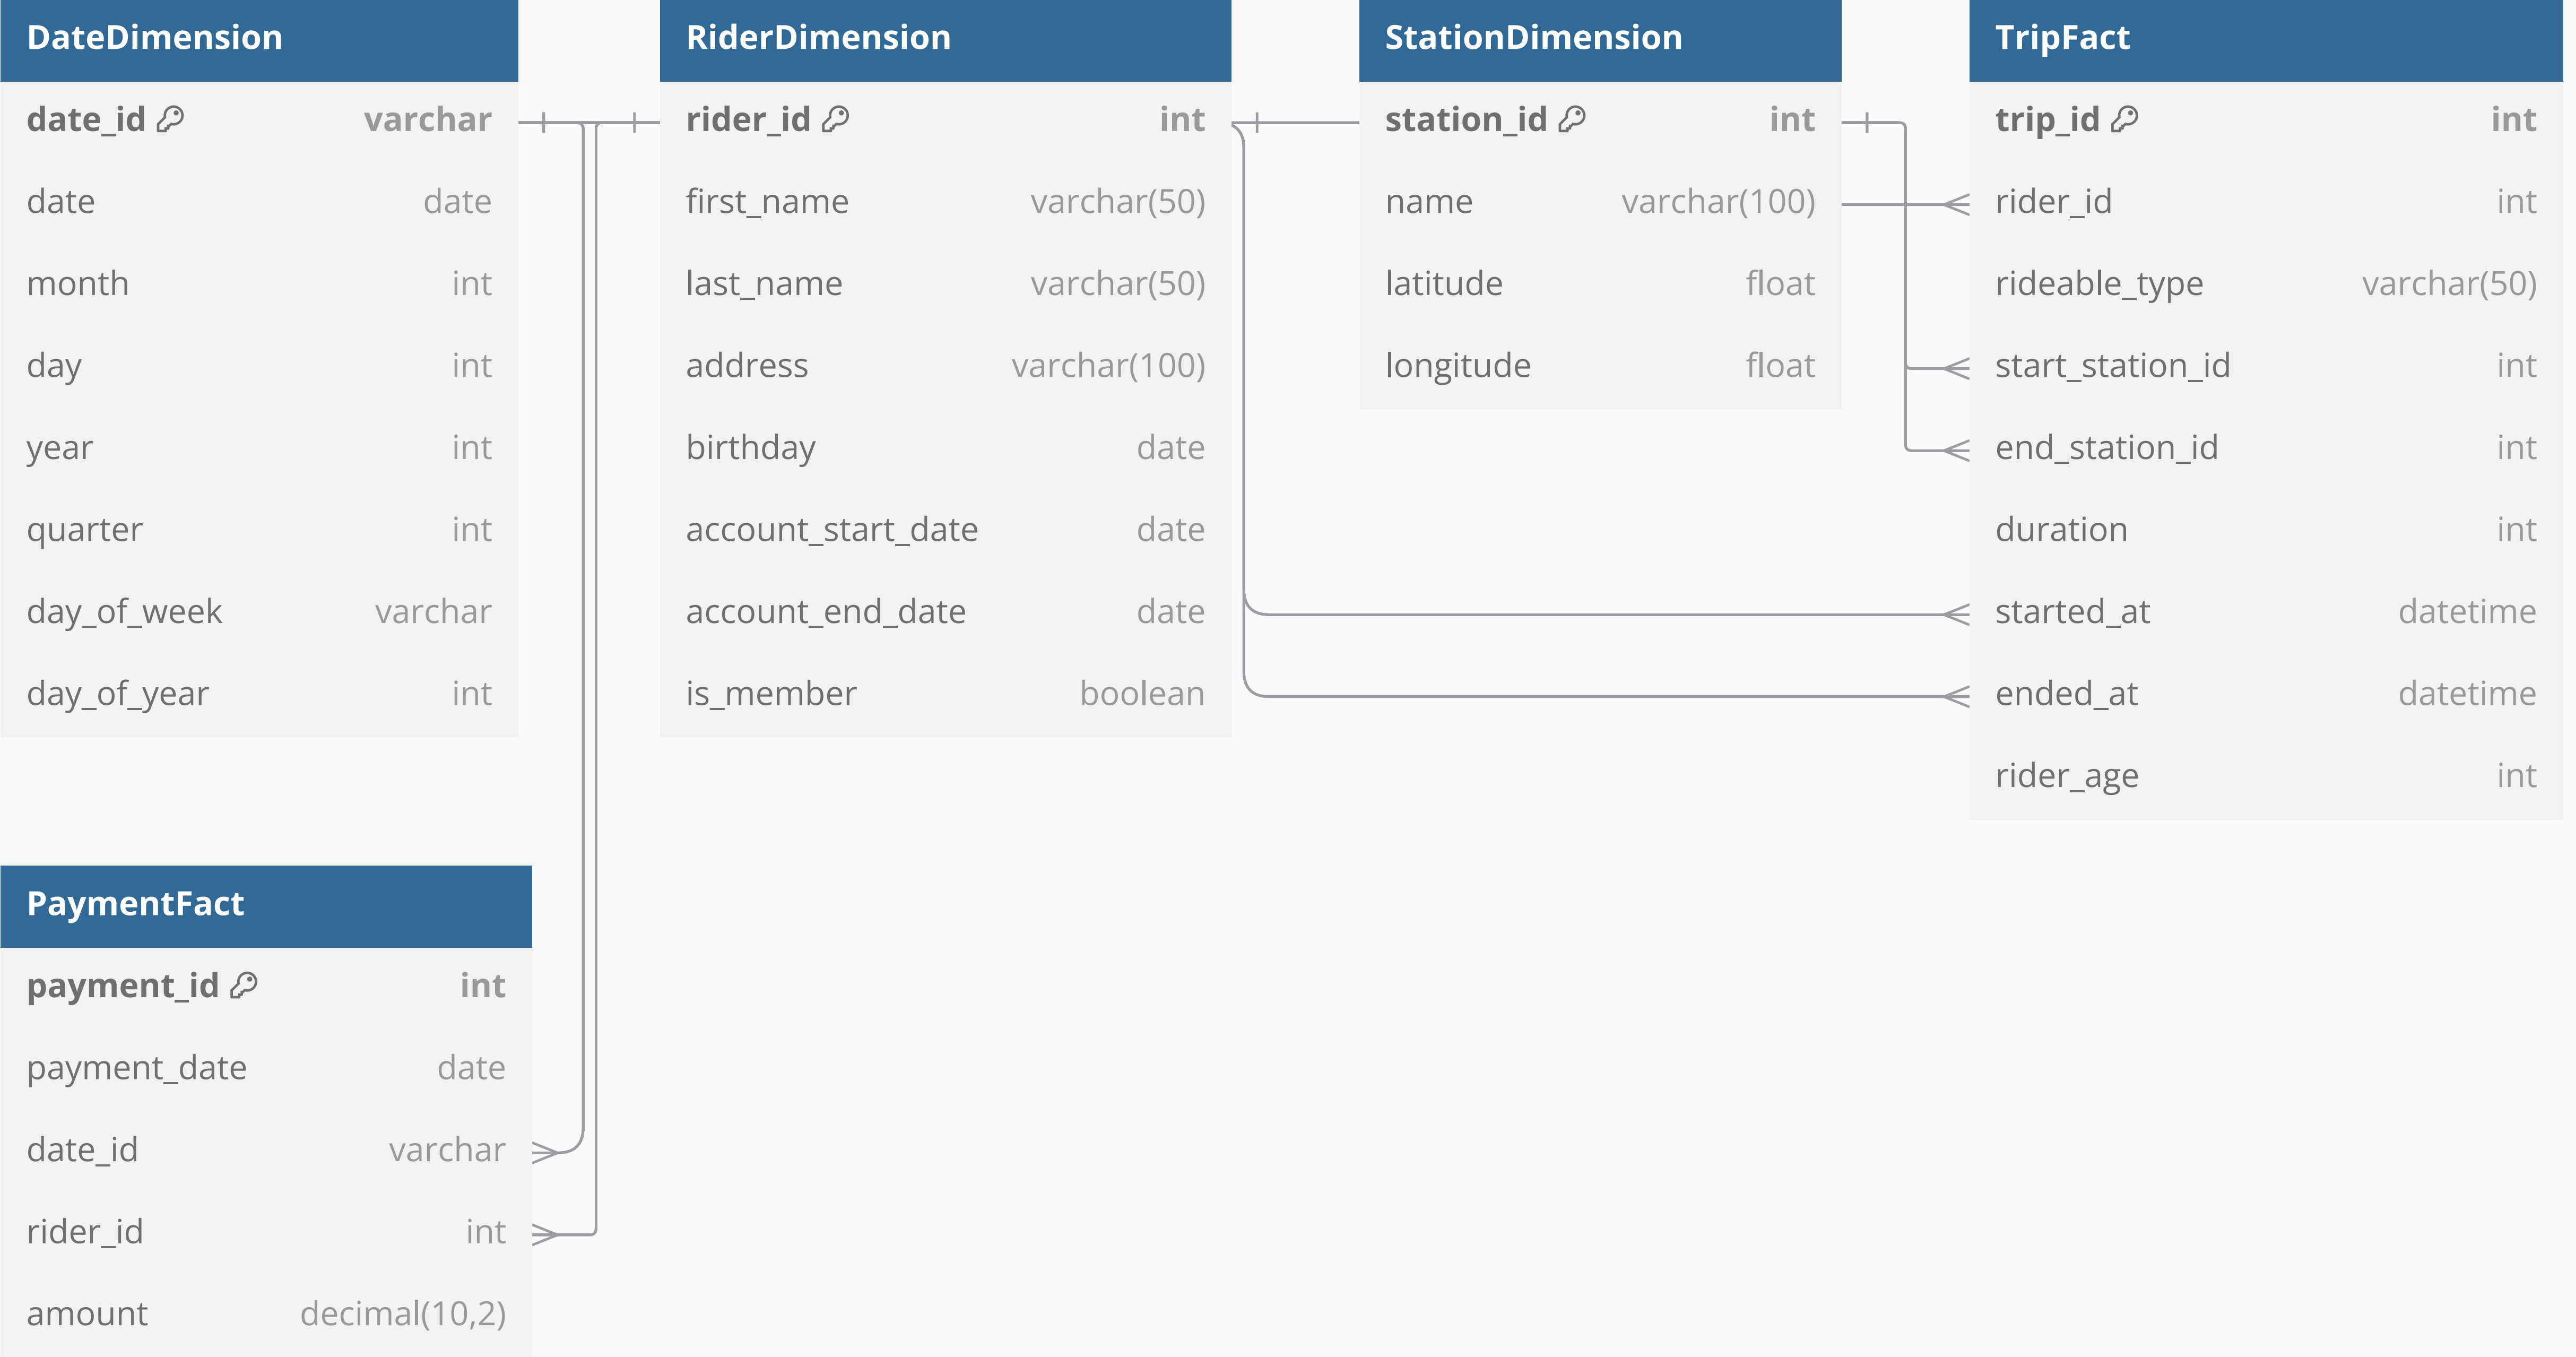 DateDimension
date_id varchar
date date
month int
day int
year int
quarter int
day_of_week varchar
day_of_year int
RiderDimension
rider_id int
first_name varchar(50)
last_name varchar(50)
address varchar(100)
birthday date
account_start_date date
account_end_date date
is_member boolean
StationDimension
station_id int
name varchar(100)
latitude float
longitude float
TripFact
trip_id int
rider_id int
rideable_type varchar(50)
start_station_id int
end_station_id int
duration int
started_at datetime
ended_at datetime
rider_age int
PaymentFact
payment_id int
payment_date date
date_id varchar
rider_id int
amount decimal(10,2)